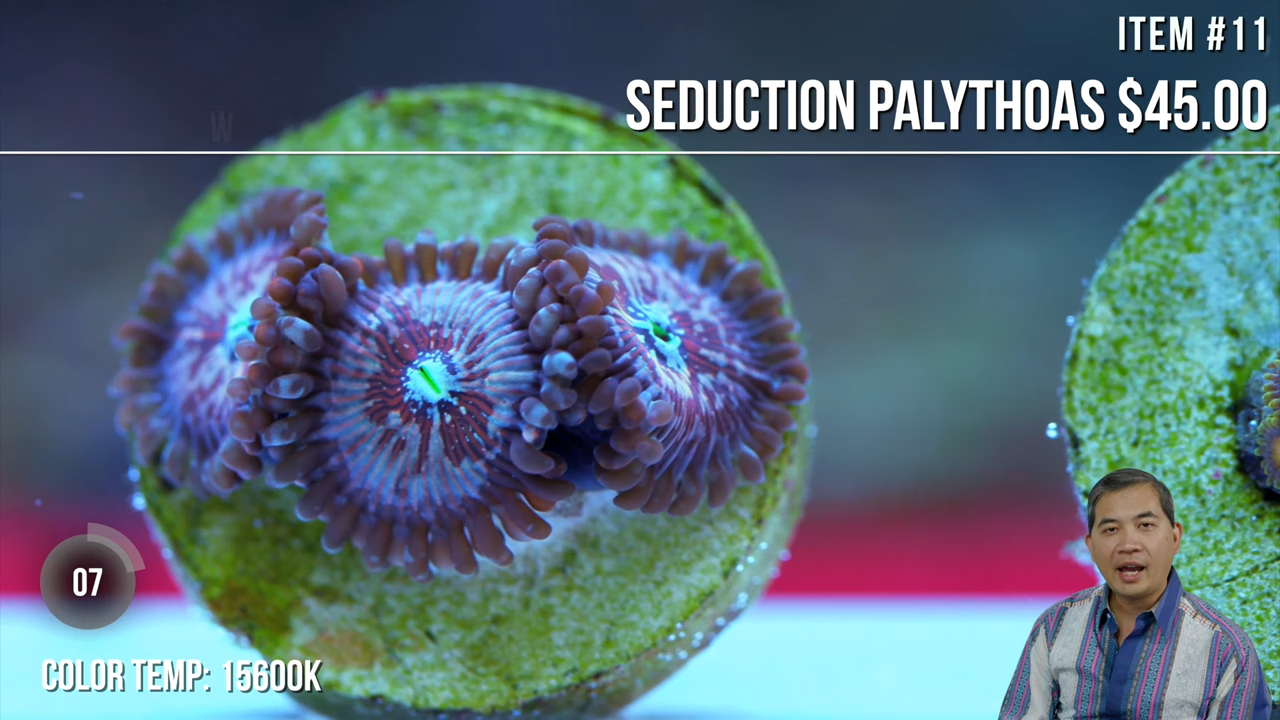 ITEM #11
SEDUCTION PALYTHOAS $45.00
W
07
COLOR TEMP: 15600K